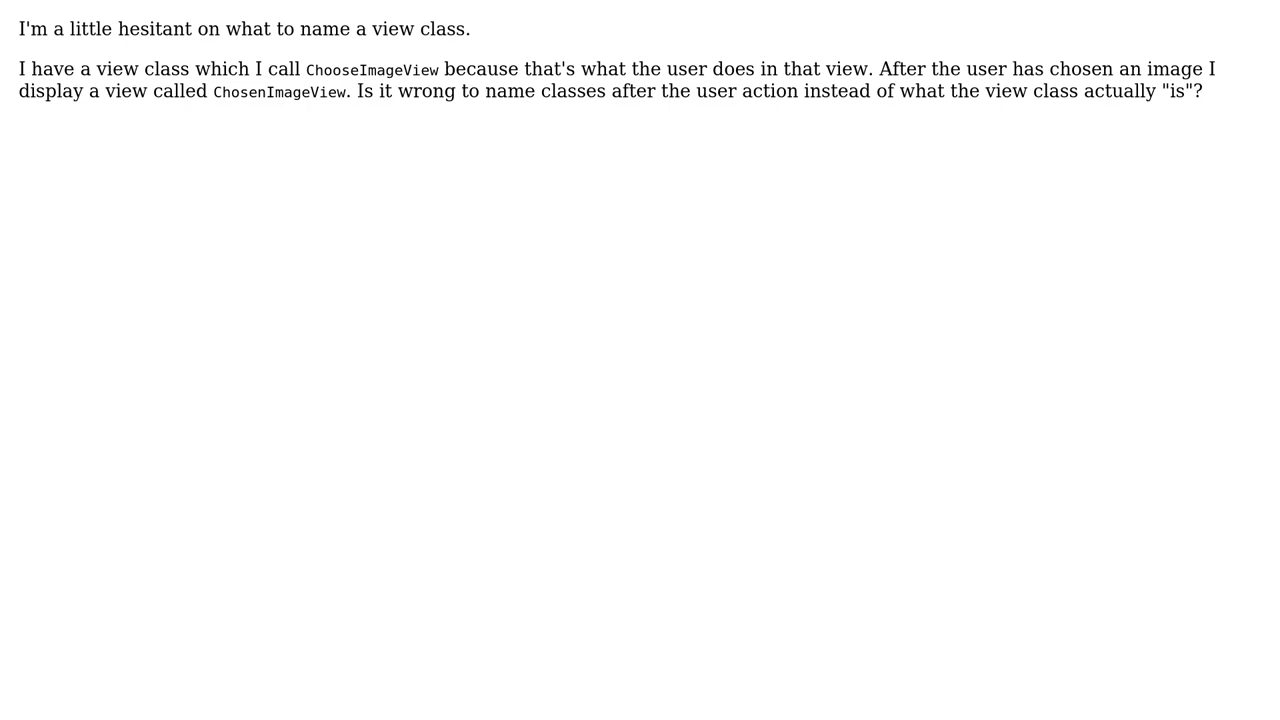 I'm a little hesitant on what to name a view class.
I have a view class which I call ChooseImageView because that's what the user does in that view. After the user has chosen an image I
display a view called ChosenImageView. Is it wrong to name classes after the user action instead of what the view class actually "is"?